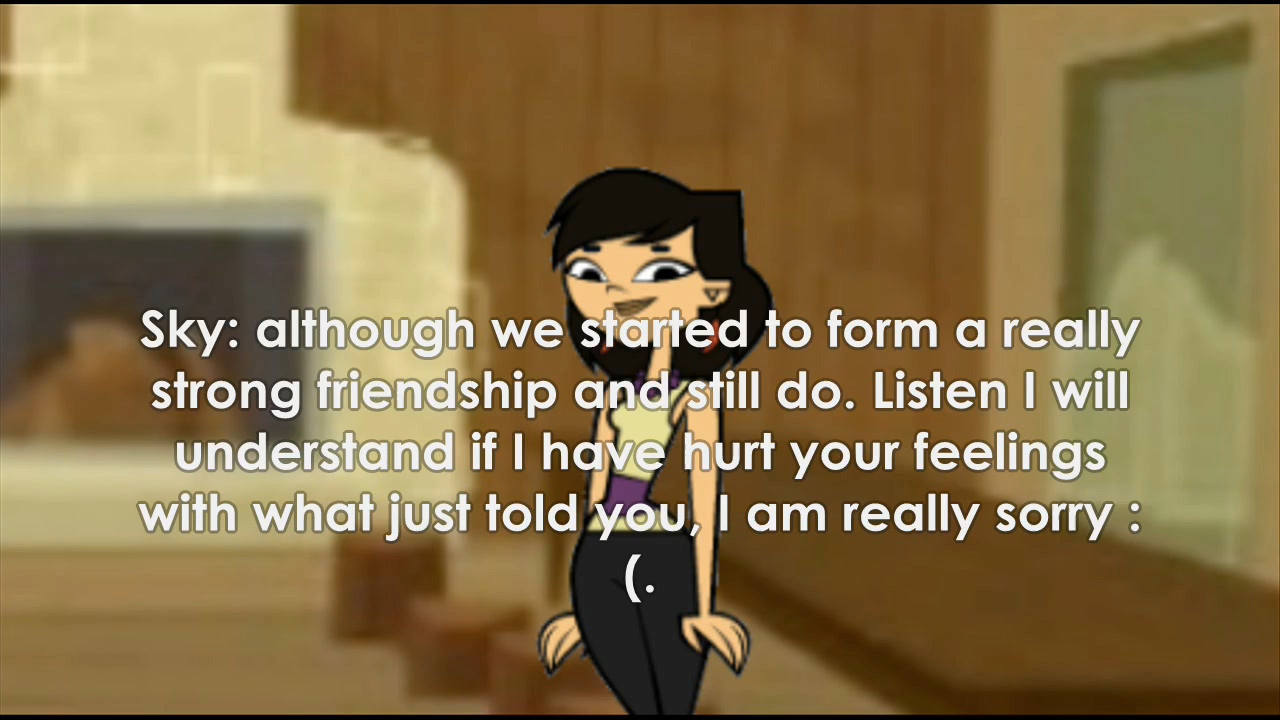 Sky: although we started to form a really
strong friendship and still do. Listen I will
understand if I have hurt your feelings
with what just told you, I am really sorry :
(.